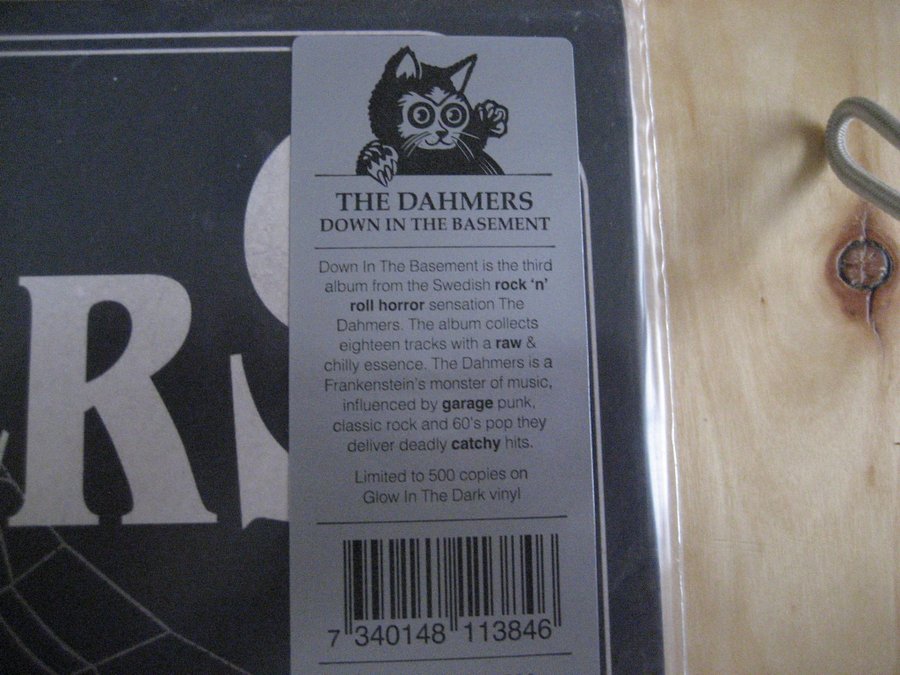 THE DAHMERS
DOWN IN THE BASEMENT
Down In The Basement is the third
album from the Swedish rock 'n'
roll horror sensation The
Dahmers. The album collects
eighteen tracks with a raw &
chilly essence. The Dahmers is a
Frankenstein's monster of music,
influenced by garage punk,
classic rock and 60's pop they
deliver deadly catchy hits.
Limited to 500 copies on
Glow In The Dark vinyl
7 340148 113846
RS